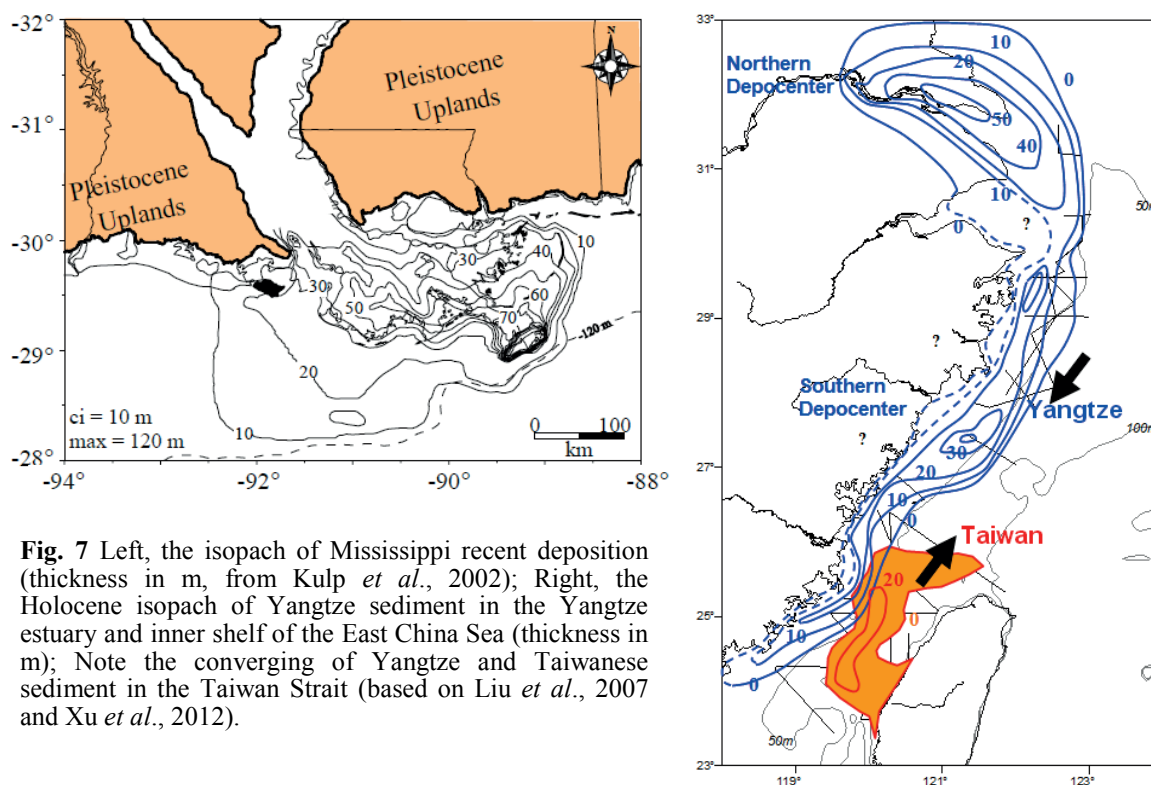 -32°
-31°
-30°
-29°
-28°
-94°
-92°
-90°
-88°
Pleistocene
Uplands
Pleistocene
Uplands
N
10
30
40
30
50
60
70
-120 m
20
10
ci = 10 m
max = 120 m
0 100
km
Fig. 7 Left, the isopach of Mississippi recent deposition
(thickness in m, from Kulp et al., 2002); Right, the
Holocene isopach of Yangtze sediment in the Yangtze
estuary and inner shelf of the East China Sea (thickness in
m); Note the converging of Yangtze and Taiwanese
sediment in the Taiwan Strait (based on Liu et al., 2007
and Xu et al., 2012).
33°
31°
29°
27°
25°
23°
119°
121°
123°
Northern
Depocenter
10
20
0
50
40
10
0
?
50m
?
Southern
Depocenter
?
Yangtze
100m
30
20
10
0
Taiwan
20
0
10
0
50m